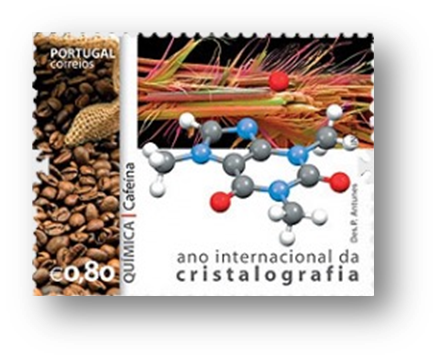 PORTUGAL
correios
€0,80
QUÍMICA | Cafeína
Des. P. Antunes
ano internacional da
cristalografia